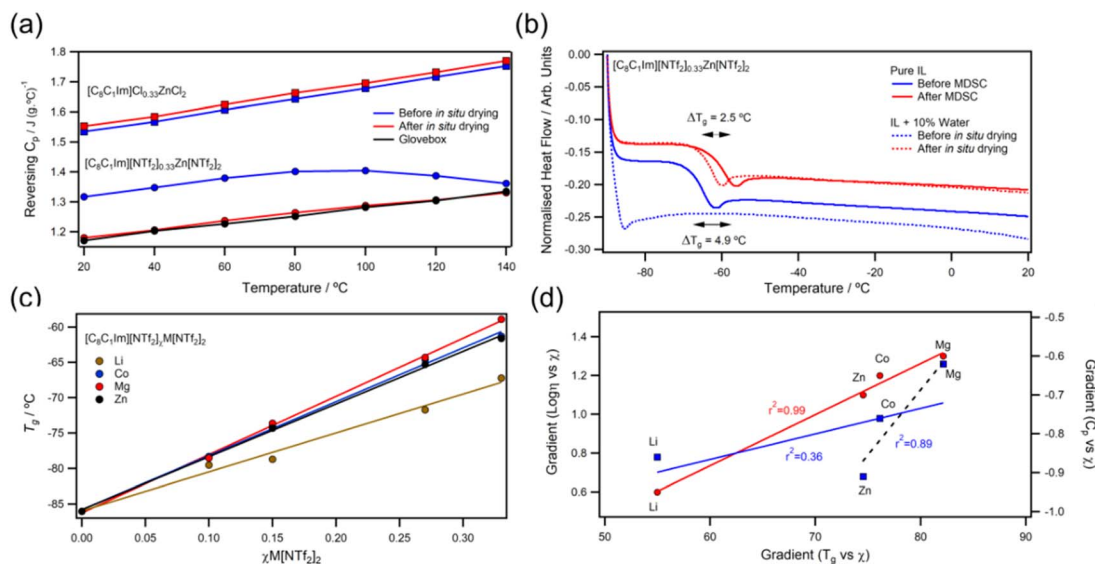 (a)
1.8
1.7
1.6
1.5
1.4
1.3
1.2
Reversing Cp / J (g.ºC)⁻¹
[C₈C₁Im]Cl₀.₃₃ZnCl₂
Before in situ drying
After in situ drying
Glovebox
[C₈C₁Im][NTf₂]₀.₃₃Zn[NTf₂]₂
20 40 60 80 100 120 140
Temperature / ºC
(b)
0.00
-0.05
-0.10
-0.15
-0.20
-0.25
-0.30
Normalised Heat Flow / Arb. Units
[C₈C₁Im][NTf₂]₀.₃₃Zn[NTf₂]₂
Pure IL
Before MDSC
After MDSC
IL + 10% Water
Before in situ drying
After in situ drying
ΔTg = 2.5 ºC
ΔTg = 4.9 ºC
-80 -60 -40 -20 0 20
Temperature / ºC
(c)
-60
-65
-70
-75
-80
-85
Tg / ºC
[C₈C₁Im][NTf₂]χM[NTf₂]₂
Li
Co
Mg
Zn
0.00 0.05 0.10 0.15 0.20 0.25 0.30
χM[NTf₂]₂
(d)
1.4
1.2
1.0
0.8
0.6
Gradient (Logη vs χ)
Li
Li
Zn
Co
Mg
Mg
Co
Zn
r²=0.99
r²=0.36
r²=0.89
-0.5
-0.6
-0.7
-0.8
-0.9
-1.0
Gradient (Cp vs χ)
50 60 70 80 90
Gradient (Tg vs χ)